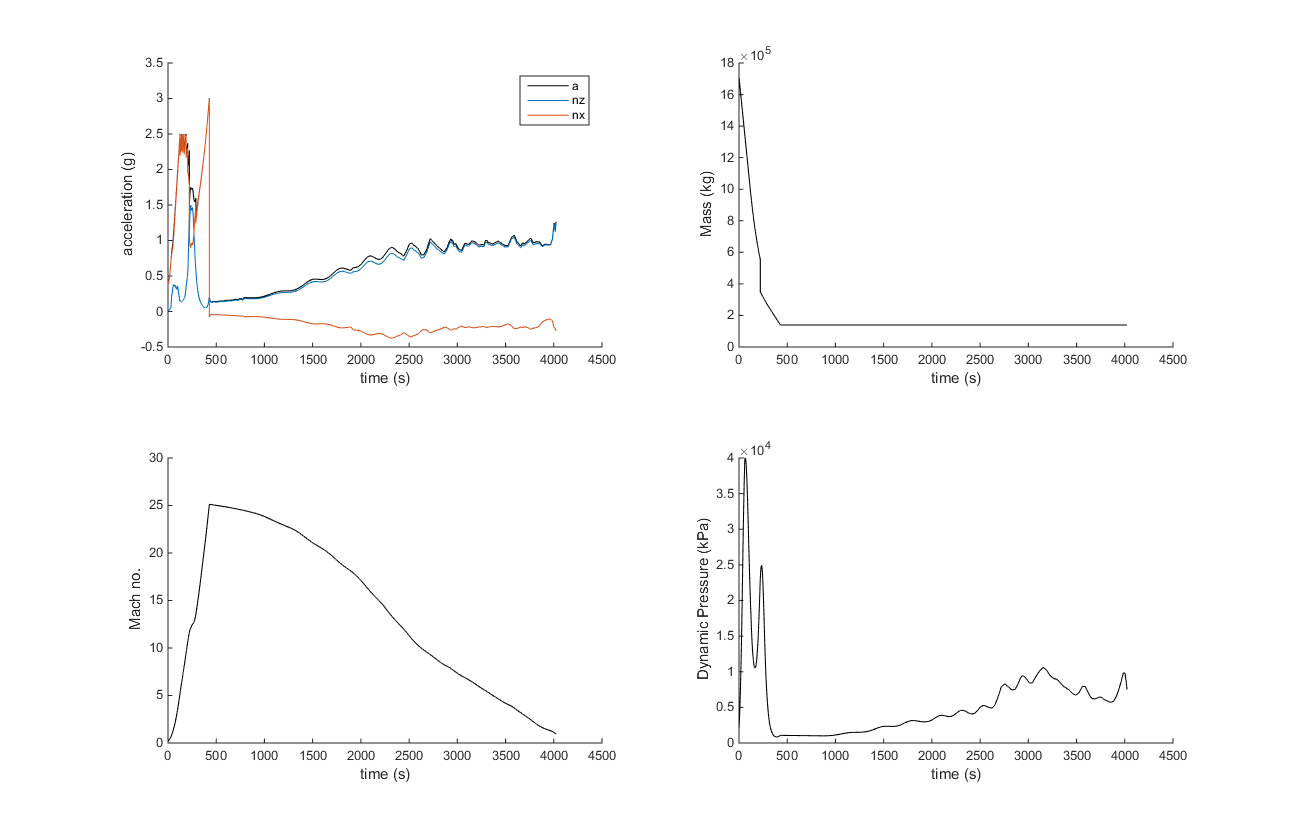 3.5
3
2.5
2
1.5
1
0.5
0
-0.5
acceleration (g)
a
nz
nx
0 500 1000 1500 2000 2500 3000 3500 4000 4500
time (s)
×10^5
18
16
14
12
10
8
6
4
2
0
Mass (kg)
0 500 1000 1500 2000 2500 3000 3500 4000 4500
time (s)
30
25
20
15
10
5
0
Mach no.
0 500 1000 1500 2000 2500 3000 3500 4000 4500
time (s)
×10^4
4
3.5
3
2.5
2
1.5
1
0.5
0
Dynamic Pressure (kPa)
0 500 1000 1500 2000 2500 3000 3500 4000 4500
time (s)